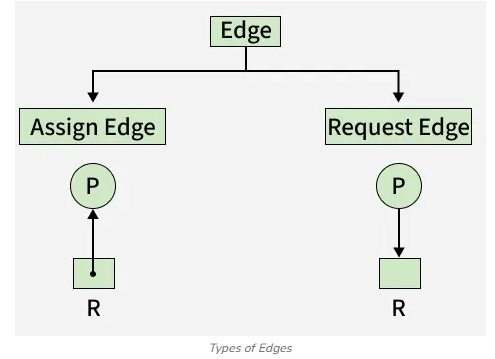 Edge
Assign Edge
Request Edge
P
P
R
R
Types of Edges